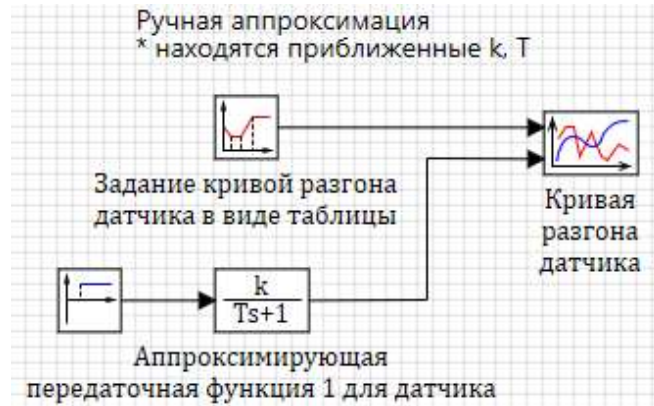 Ручная аппроксимация
* находятся приближенные k, T
Задание кривой разгона
датчика в виде таблицы
Кривая
разгона
датчика
k
Ts+1
Аппроксимирующая
передаточная функция 1 для датчика